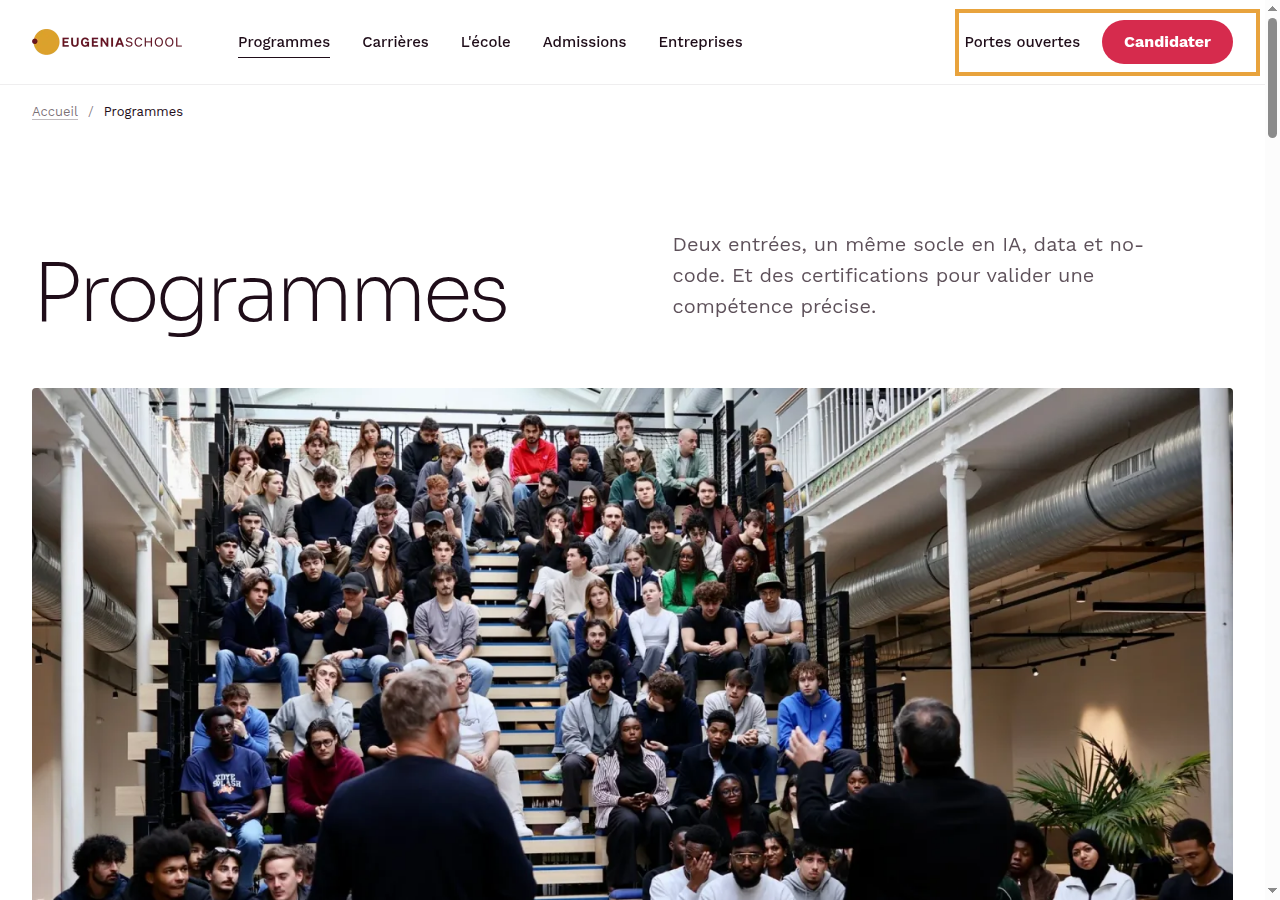 EUGENIASCHOOL
Programmes
Carrières
L'école
Admissions
Entreprises
Portes ouvertes
Candidater
Accueil / Programmes
Programmes
Deux entrées, un même socle en IA, data et no-
code. Et des certifications pour valider une
compétence précise.